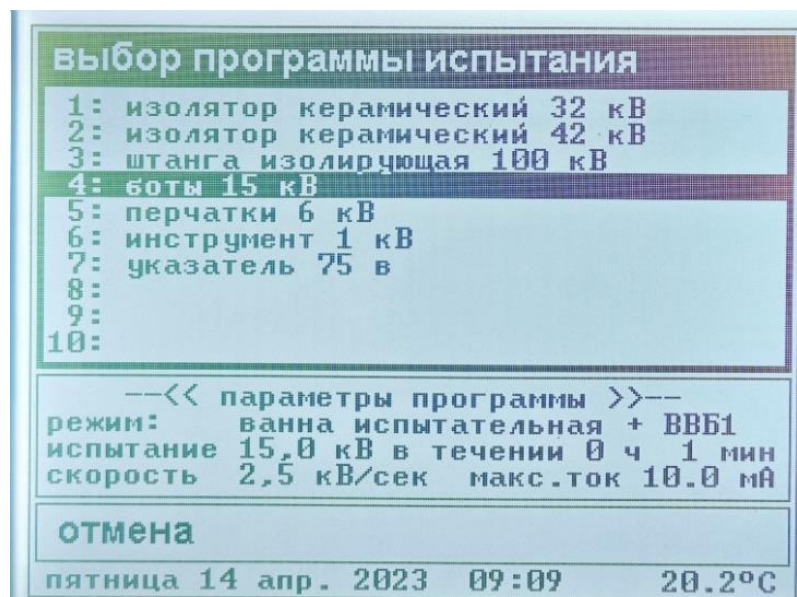 выбор программы испытания
1: изолятор керамический 32 кВ
2: изолятор керамический 42 кВ
3: штанга изолирующая 100 кВ
4: боты 15 кВ
5: перчатки 6 кВ
6: инструмент 1 кВ
7: указатель 75 в
8:
9:
10:
--<< параметры программы >>--
режим: ванна испытательная + ВВБ1
испытание 15,0 кВ в течении 0 ч 1 мин
скорость 2,5 кВ/сек макс.ток 10.0 мА
отмена
пятница 14 апр. 2023 09:09 20.2°C